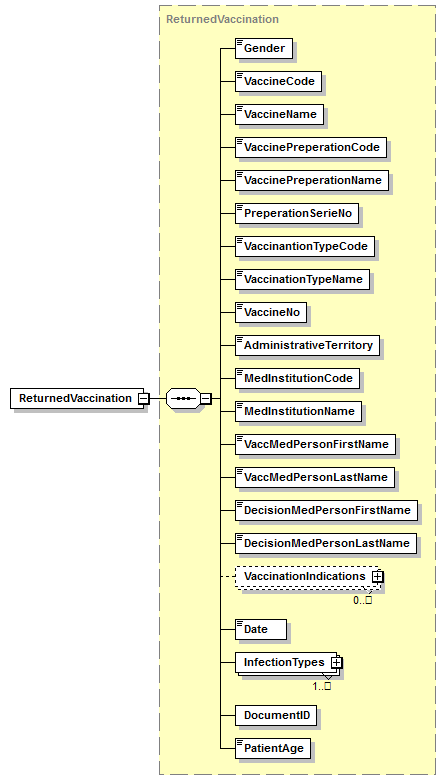 ReturnedVaccination
Gender
VaccineCode
VaccineName
VaccinePreperationCode
VaccinePreperationName
PreperationSerieNo
VaccinantionTypeCode
VaccinationTypeName
VaccineNo
AdministrativeTerritory
MedInstitutionCode
ReturnedVaccination
MedInstitutionName
VaccMedPersonFirstName
VaccMedPersonLastName
DecisionMedPersonFirstName
DecisionMedPersonLastName
VaccinationIndications
0..□
Date
InfectionTypes
1..□
DocumentID
PatientAge